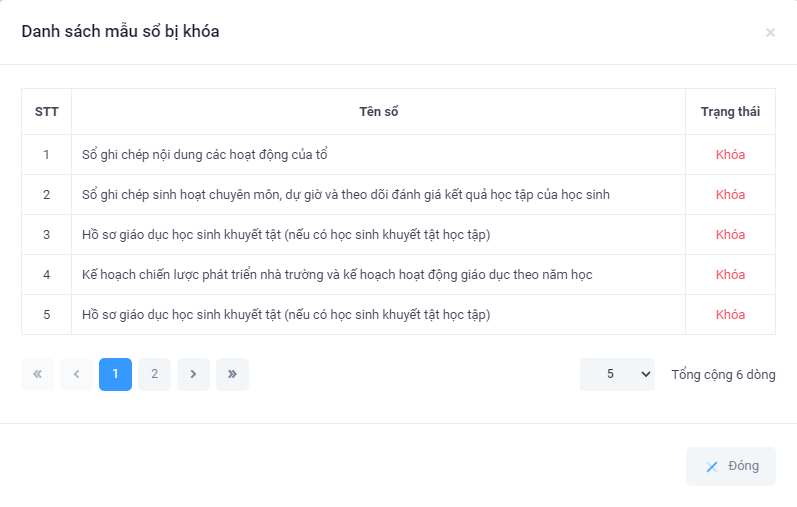 Danh sách mẫu sổ bị khóa
×
STT Tên sổ Trạng thái
1 Sổ ghi chép nội dung các hoạt động của tổ Khóa
2 Sổ ghi chép sinh hoạt chuyên môn, dự giờ và theo dõi đánh giá kết quả học tập của học sinh Khóa
3 Hồ sơ giáo dục học sinh khuyết tật (nếu có học sinh khuyết tật học tập) Khóa
4 Kế hoạch chiến lược phát triển nhà trường và kế hoạch hoạt động giáo dục theo năm học Khóa
5 Hồ sơ giáo dục học sinh khuyết tật (nếu có học sinh khuyết tật học tập) Khóa
« ‹ 1 2 › » 5 Tổng cộng 6 dòng
Đóng